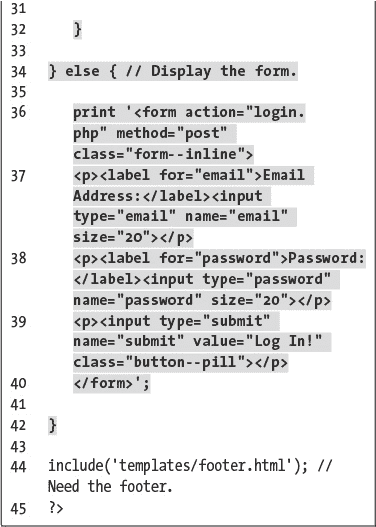 31
32 }
33
34 } else { // Display the form.
35
36 print '<form action="login.
php" method="post"
class="form--inline">
37 <p><label for="email">Email
Address:</label><input
type="email" name="email"
size="20"></p>
38 <p><label for="password">Password:
</label><input type="password"
name="password" size="20"></p>
39 <p><input type="submit"
name="submit" value="Log In!"
class="button--pill"></p>
40 </form>';
41
42 }
43
44 include('templates/footer.html'); //
Need the footer.
45 ?>